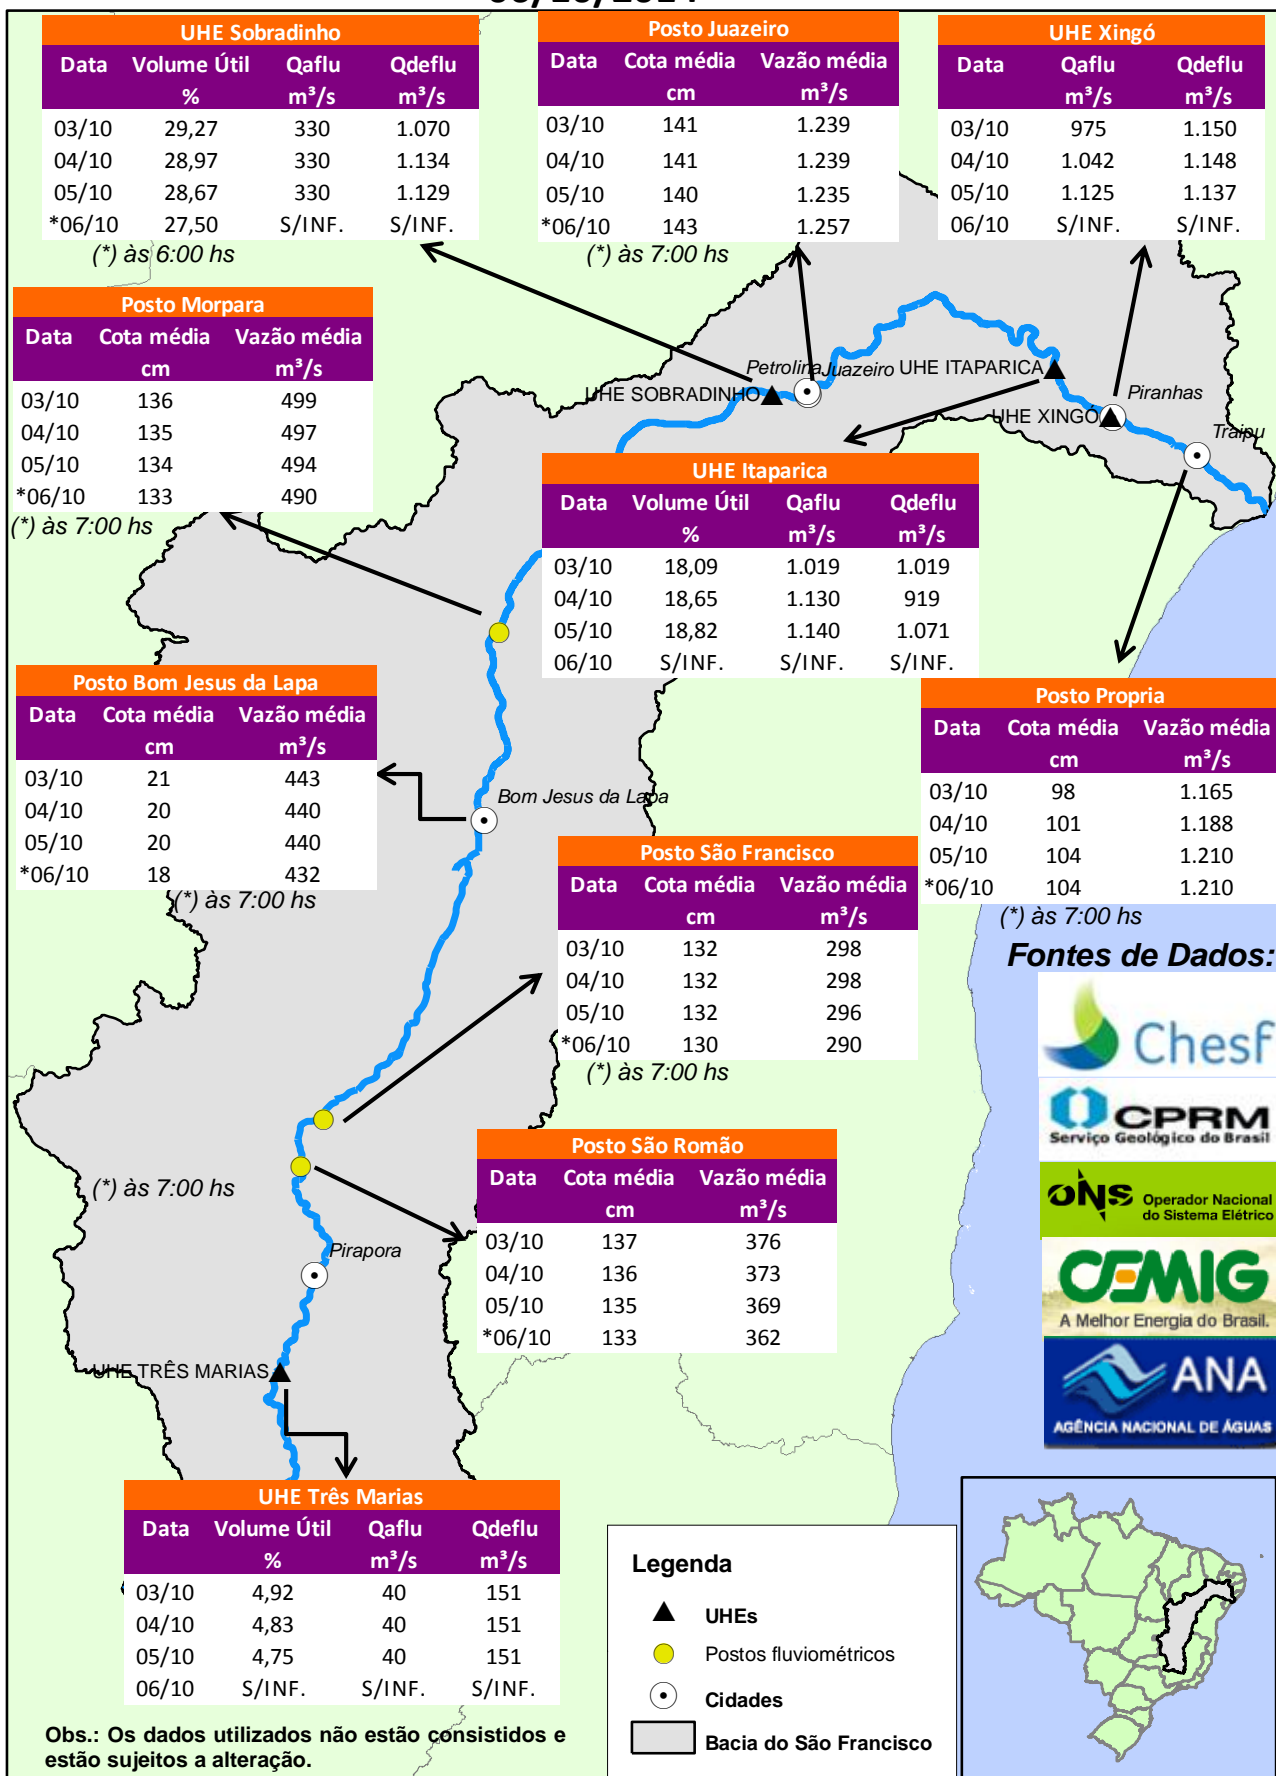 UHE Sobradinho
Data Volume Útil Qaflu Qdeflu
% m³/s m³/s
03/10 29,27 330 1.070
04/10 28,97 330 1.134
05/10 28,67 330 1.129
*06/10 27,50 S/INF. S/INF.
(*) às 6:00 hs
Posto Juazeiro
Data Cota média Vazão média
cm m³/s
03/10 141 1.239
04/10 141 1.239
05/10 140 1.235
*06/10 143 1.257
(*) às 7:00 hs
UHE Xingó
Data Qaflu Qdeflu
m³/s m³/s
03/10 975 1.150
04/10 1.042 1.148
05/10 1.125 1.137
06/10 S/INF. S/INF.
Posto Morpara
Data Cota média Vazão média
cm m³/s
03/10 136 499
04/10 135 497
05/10 134 494
*06/10 133 490
(*) às 7:00 hs
Petrolina Juazeiro UHE ITAPARICA
UHE SOBRADINHO
Piranhas
UHE XINGÓ
Traipu
UHE Itaparica
Data Volume Útil Qaflu Qdeflu
% m³/s m³/s
03/10 18,09 1.019 1.019
04/10 18,65 1.130 919
05/10 18,82 1.140 1.071
06/10 S/INF. S/INF. S/INF.
Posto Bom Jesus da Lapa
Data Cota média Vazão média
cm m³/s
03/10 21 443
04/10 20 440
05/10 20 440
*06/10 18 432
(*) às 7:00 hs
Bom Jesus da Lapa
Posto Propria
Data Cota média Vazão média
cm m³/s
03/10 98 1.165
04/10 101 1.188
05/10 104 1.210
*06/10 104 1.210
(*) às 7:00 hs
Posto São Francisco
Data Cota média Vazão média
cm m³/s
03/10 132 298
04/10 132 298
05/10 132 296
*06/10 130 290
(*) às 7:00 hs
Fontes de Dados:
Chesf
CPRM
Serviço Geológico do Brasil
ONS Operador Nacional
do Sistema Elétrico
CEMIG
A Melhor Energia do Brasil.
ANA
AGÊNCIA NACIONAL DE ÁGUAS
(*) às 7:00 hs
Posto São Romão
Data Cota média Vazão média
cm m³/s
03/10 137 376
04/10 136 373
05/10 135 369
*06/10 133 362
Pirapora
UHE TRÊS MARIAS
UHE Três Marias
Data Volume Útil Qaflu Qdeflu
% m³/s m³/s
03/10 4,92 40 151
04/10 4,83 40 151
05/10 4,75 40 151
06/10 S/INF. S/INF. S/INF.
Obs.: Os dados utilizados não estão consistidos e
estão sujeitos a alteração.
Legenda
UHEs
Postos fluviométricos
Cidades
Bacia do São Francisco